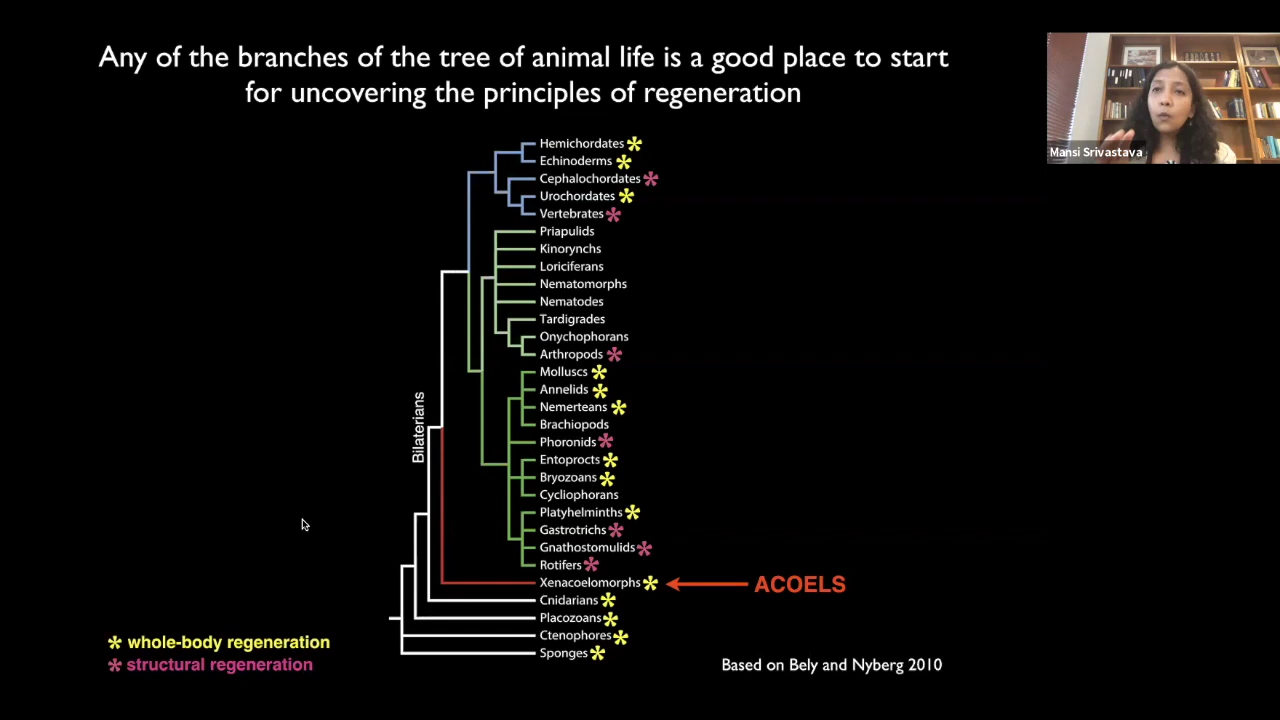 Any of the branches of the tree of animal life is a good place to start
for uncovering the principles of regeneration
Mansi Srivastava
Hemichordates *
Echinoderms *
Cephalochordates *
Urochordates *
Vertebrates *
Priapulids
Kinorynchs
Loriciferans
Nematomorphs
Nematodes
Tardigrades
Onychophorans
Arthropods *
Molluscs *
Annelids *
Nemerteans *
Brachiopods
Phoronids *
Entoprocts *
Bryozoans *
Cycliophorans
Platyhelminths *
Gastrotrichs *
Gnathostomulids *
Rotifers *
Xenacoelomorphs *
ACOELS
Cnidarians *
Placozoans *
Ctenophores *
Sponges *
Bilaterians
* whole-body regeneration
* structural regeneration
Based on Bely and Nyberg 2010